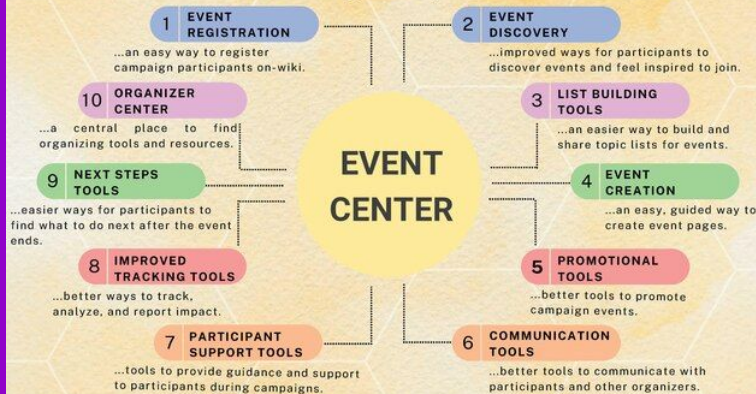 1 EVENT
REGISTRATION
...an easy way to register
campaign participants on-wiki.
2 EVENT
DISCOVERY
...improved ways for participants to
discover events and feel inspired to join.
10 ORGANIZER
CENTER
...a central place to find
organizing tools and resources.
3 LIST BUILDING
TOOLS
...an easier way to build and
share topic lists for events.
EVENT
CENTER
9 NEXT STEPS
TOOLS
...easier ways for participants to
find what to do next after the event
ends.
4 EVENT
CREATION
...an easy, guided way to
create event pages.
8 IMPROVED
TRACKING TOOLS
...better ways to track,
analyze, and report impact.
5 PROMOTIONAL
TOOLS
...better tools to promote
campaign events.
7 PARTICIPANT
SUPPORT TOOLS
...tools to provide guidance and support
to participants during campaigns.
6 COMMUNICATION
TOOLS
...better tools to communicate with
participants and other organizers.